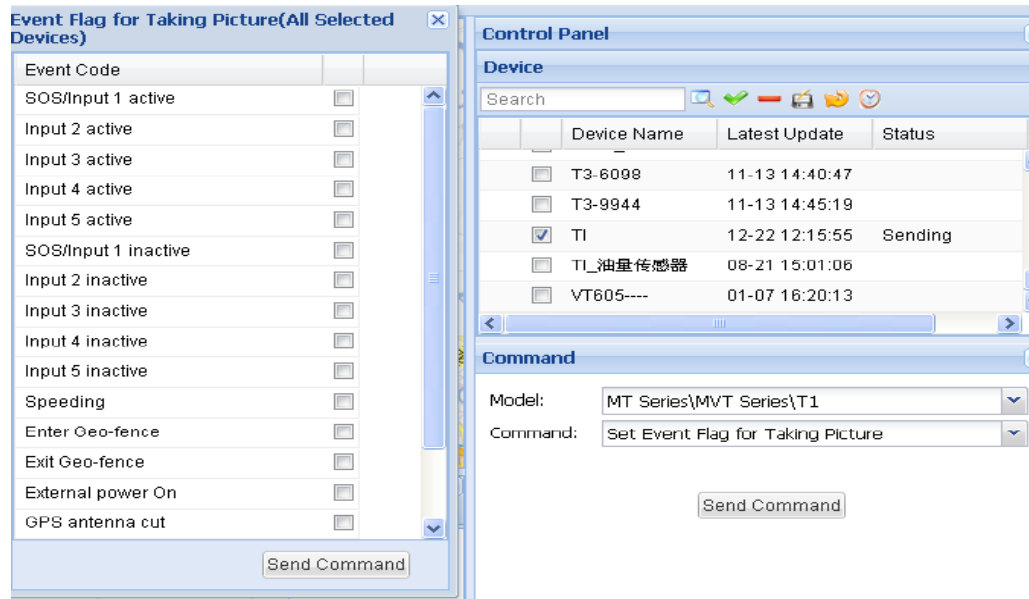 Event Flag for Taking Picture(All Selected
Devices)
Event Code
SOS/Input 1 active
Input 2 active
Input 3 active
Input 4 active
Input 5 active
SOS/Input 1 inactive
Input 2 inactive
Input 3 inactive
Input 4 inactive
Input 5 inactive
Speeding
Enter Geo-fence
Exit Geo-fence
External power On
GPS antenna cut
Send Command
Control Panel
Device
Search
Device Name Latest Update Status
T3-6098 11-13 14:40:47
T3-9944 11-13 14:45:19
TI 12-22 12:15:55 Sending
TI_油量传感器 08-21 15:01:06
VT605---- 01-07 16:20:13
Command
Model: MT Series\MVT Series\T1
Command: Set Event Flag for Taking Picture
Send Command